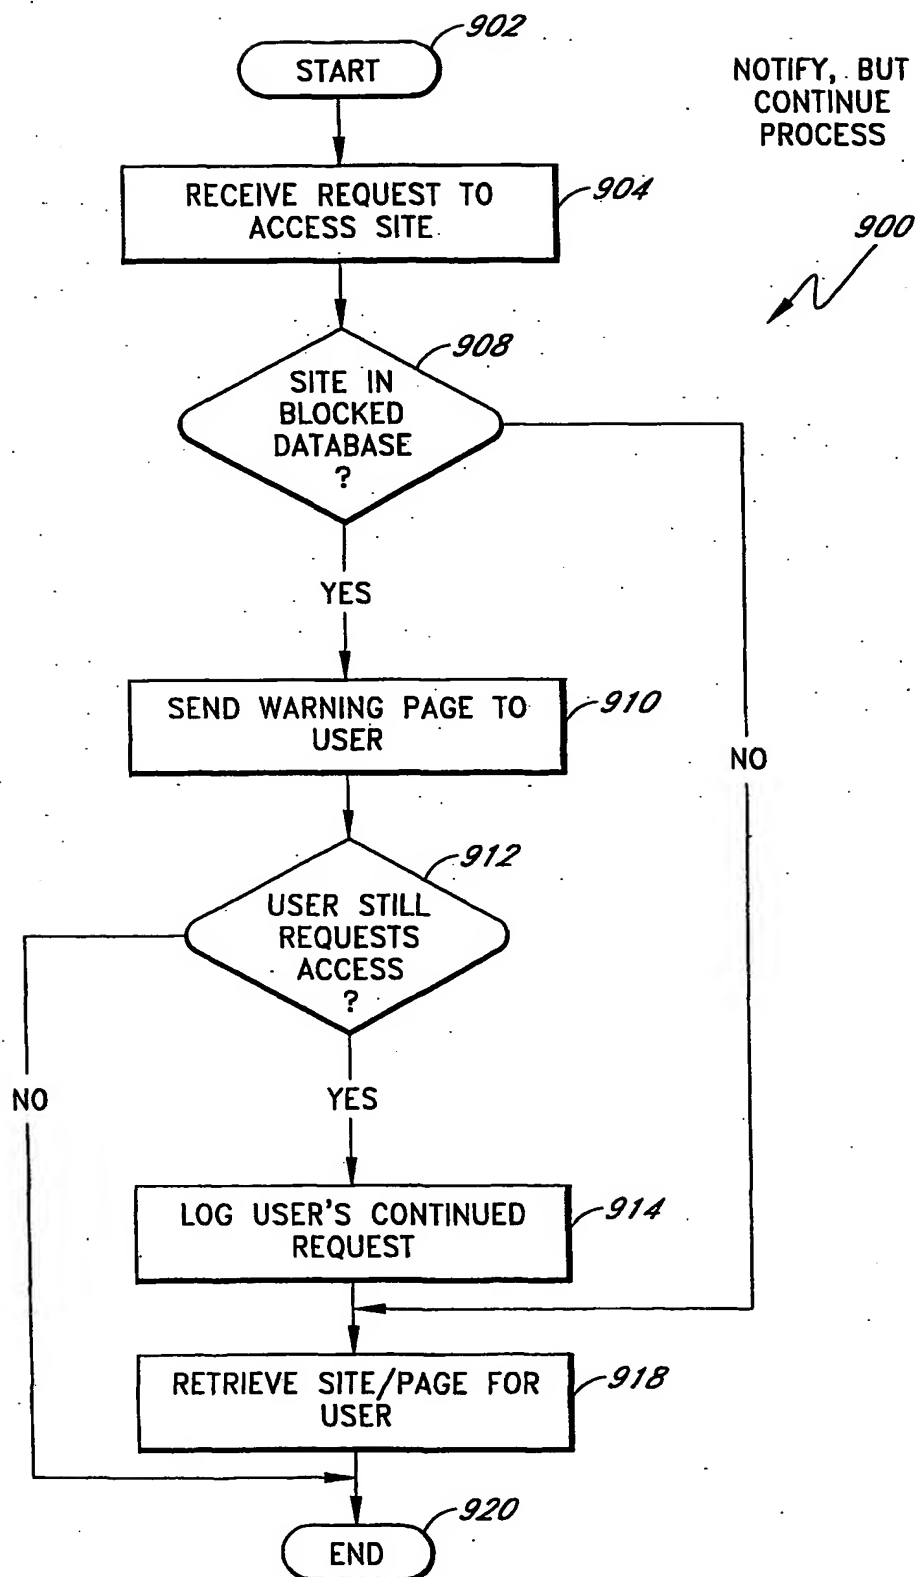 902
START
NOTIFY, BUT
CONTINUE
PROCESS
RECEIVE REQUEST TO
ACCESS SITE
904
900
908
SITE IN
BLOCKED
DATABASE
?
YES
SEND WARNING PAGE TO
USER
910
NO
912
USER STILL
REQUESTS
ACCESS
?
NO
YES
LOG USER'S CONTINUED
REQUEST
914
RETRIEVE SITE/PAGE FOR
USER
918
920
END